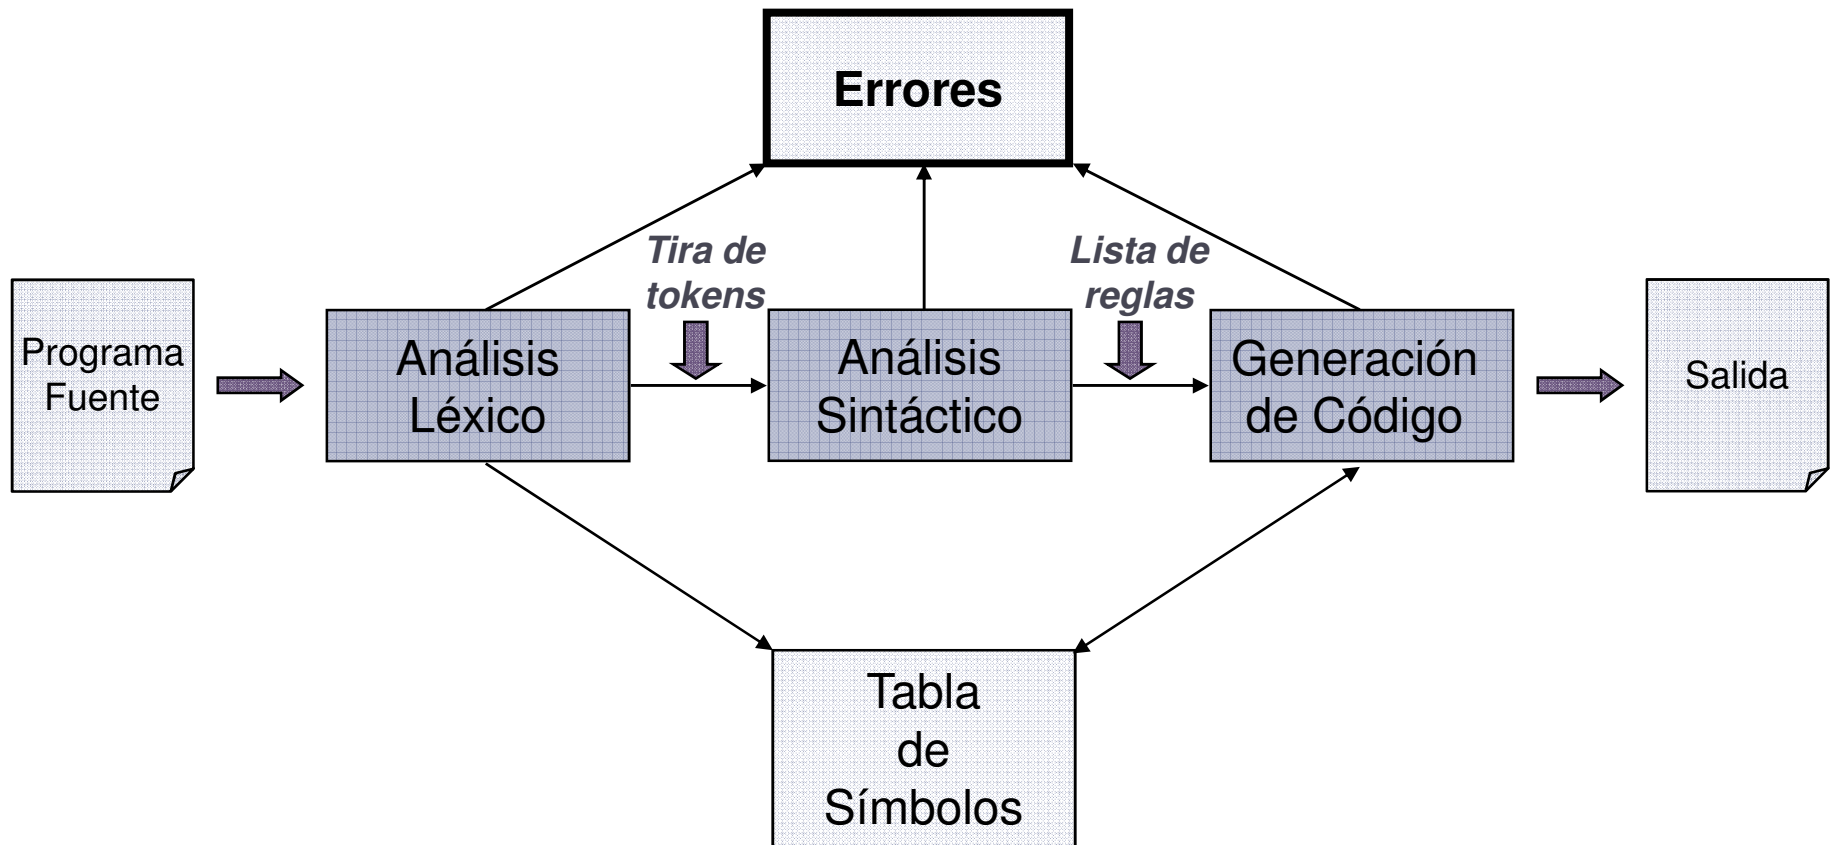 Errores
Tira de
tokens
Lista de
reglas
Programa
Fuente
Análisis
Léxico
Análisis
Sintáctico
Generación
de Código
Salida
Tabla
de
Símbolos